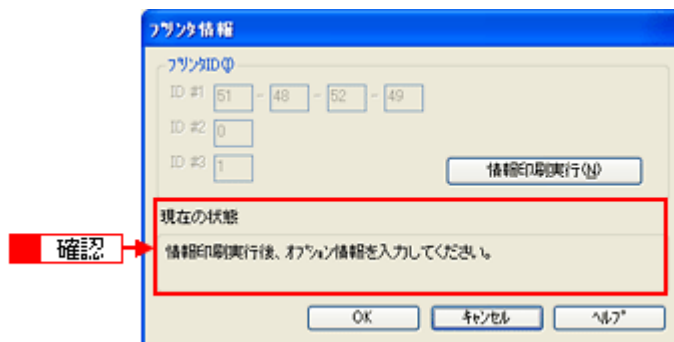 プリンタ情報
プリンタID(I)
ID #1 51 - 48 - 52 - 49
ID #2 0
ID #3 1
情報印刷実行(N)
現在の状態
確認
情報印刷実行後、オプション情報を入力してください。
OK キャンセル ヘルプ